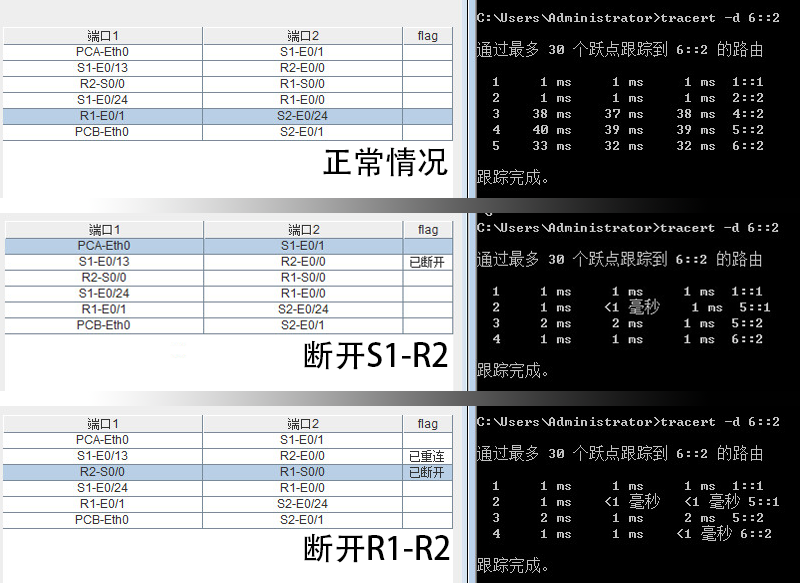 端口1 端口2 flag
PCA-Eth0 S1-E0/1
S1-E0/13 R2-E0/0
R2-S0/0 R1-S0/0
S1-E0/24 R1-E0/0
R1-E0/1 S2-E0/24
PCB-Eth0 S2-E0/1
正常情况
C:\Users\Administrator>tracert -d 6::2
通过最多 30 个跃点跟踪到 6::2 的路由
1 1 ms 1 ms 1 ms 1::1
2 1 ms 1 ms 1 ms 2::2
3 38 ms 37 ms 38 ms 4::2
4 40 ms 39 ms 39 ms 5::2
5 33 ms 32 ms 32 ms 6::2
跟踪完成。
端口1 端口2 flag
PCA-Eth0 S1-E0/1
S1-E0/13 R2-E0/0 已断开
R2-S0/0 R1-S0/0
S1-E0/24 R1-E0/0
R1-E0/1 S2-E0/24
PCB-Eth0 S2-E0/1
断开S1-R2
C:\Users\Administrator>tracert -d 6::2
通过最多 30 个跃点跟踪到 6::2 的路由
1 1 ms 1 ms 1 ms 1::1
2 1 ms <1 毫秒 1 ms 5::1
3 2 ms 2 ms 1 ms 5::2
4 1 ms 1 ms 1 ms 6::2
跟踪完成。
端口1 端口2 flag
PCA-Eth0 S1-E0/1
S1-E0/13 R2-E0/0 已重连
R2-S0/0 R1-S0/0 已断开
S1-E0/24 R1-E0/0
R1-E0/1 S2-E0/24
PCB-Eth0 S2-E0/1
断开R1-R2
C:\Users\Administrator>tracert -d 6::2
通过最多 30 个跃点跟踪到 6::2 的路由
1 1 ms 1 ms 1 ms 1::1
2 1 ms <1 毫秒 <1 毫秒 5::1
3 2 ms 1 ms 2 ms 5::2
4 1 ms 1 ms <1 毫秒 6::2
跟踪完成。